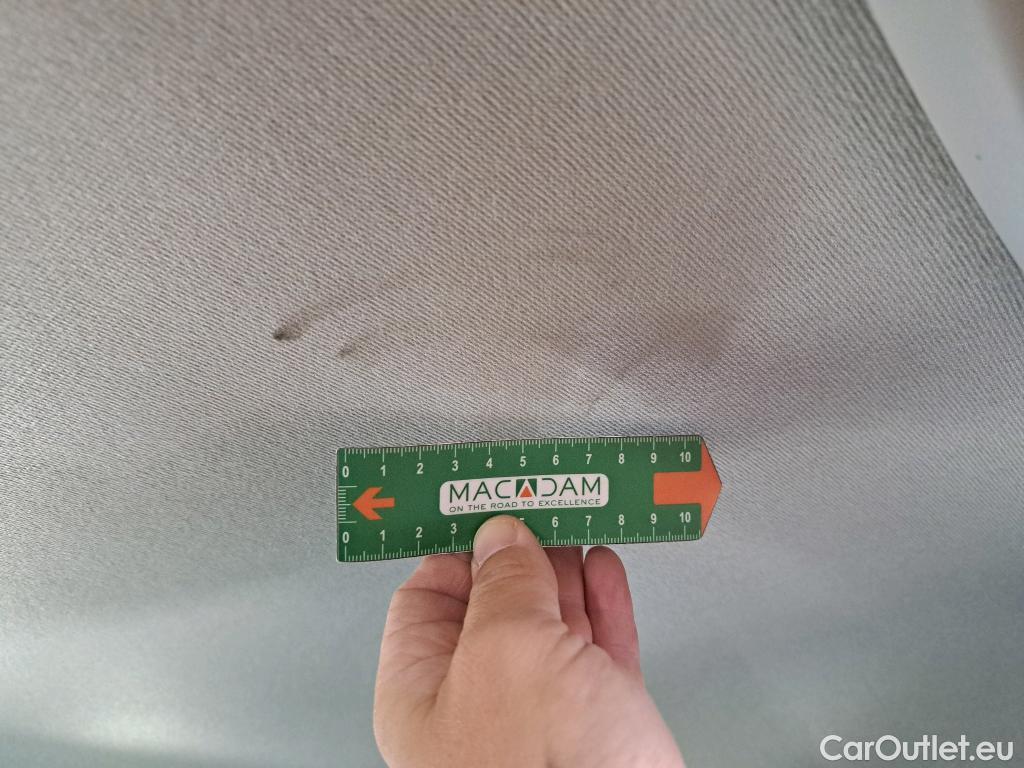 0 1 2 3 4 5 6 7 8 9 10
MACADAM
ON THE ROAD TO EXCELLENCE
0 1 2 3 5 6 7 8 9 10
CarOutlet.eu